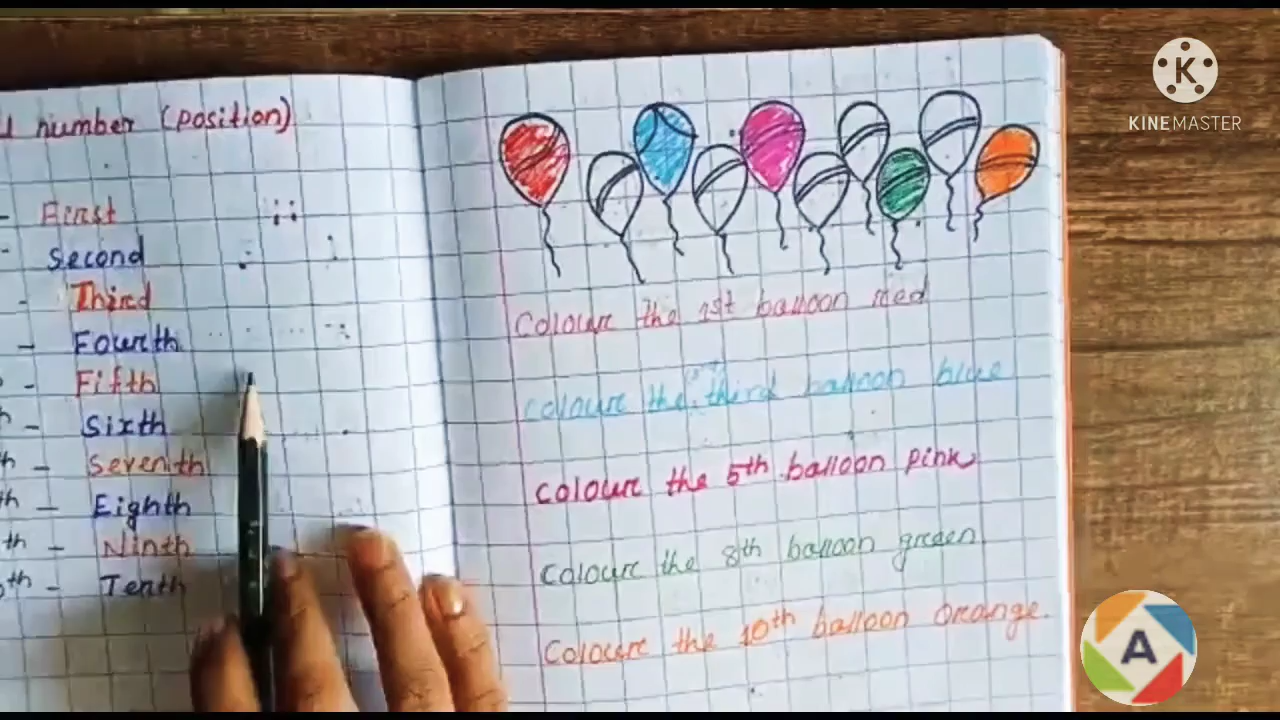 number (position)
- First
- Second
- Third
- Fourth
- Fifth
- Sixth
- Seventh
- Eighth
th - Ninth
th - Tenth
Colour the 1st balloon red
Colour the third balloon blue
Colour the 5th balloon pink
Colour the 8th balloon green
Colour the 10th balloon orange.
K
KINEMASTER
A